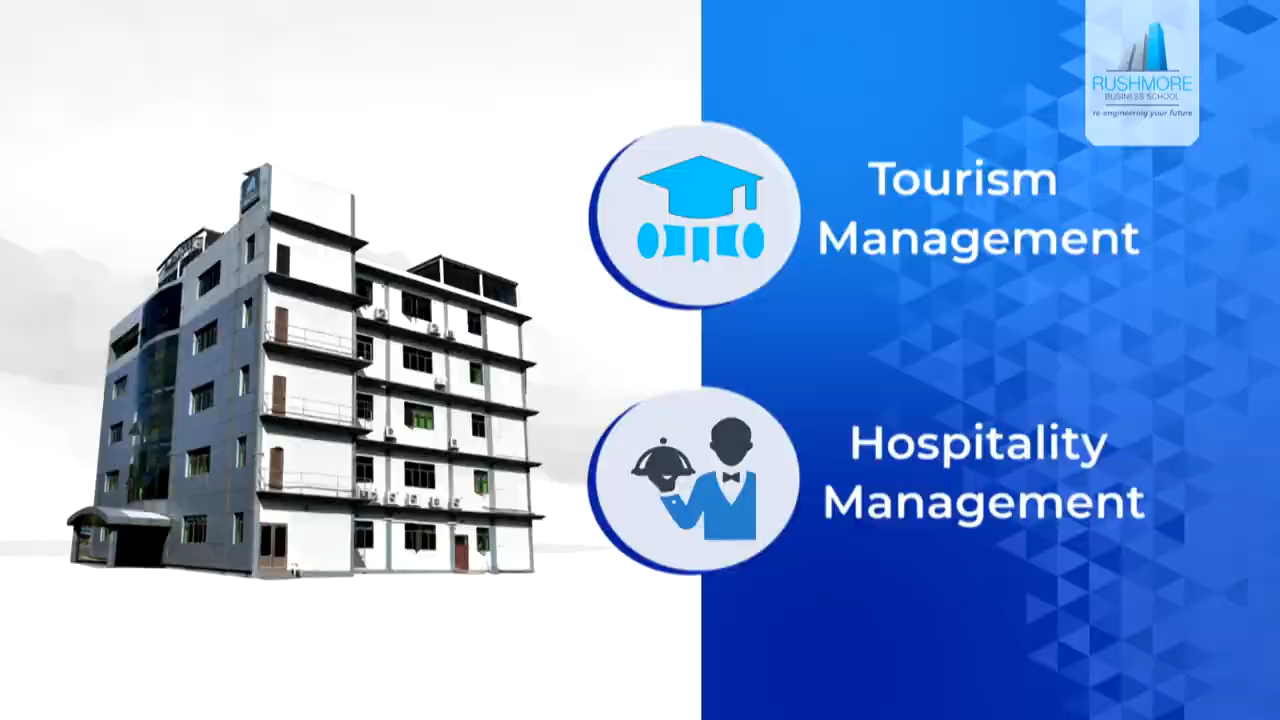 RUSHMORE
BUSINESS SCHOOL
re-engineering your future
Tourism
Management
Hospitality
Management